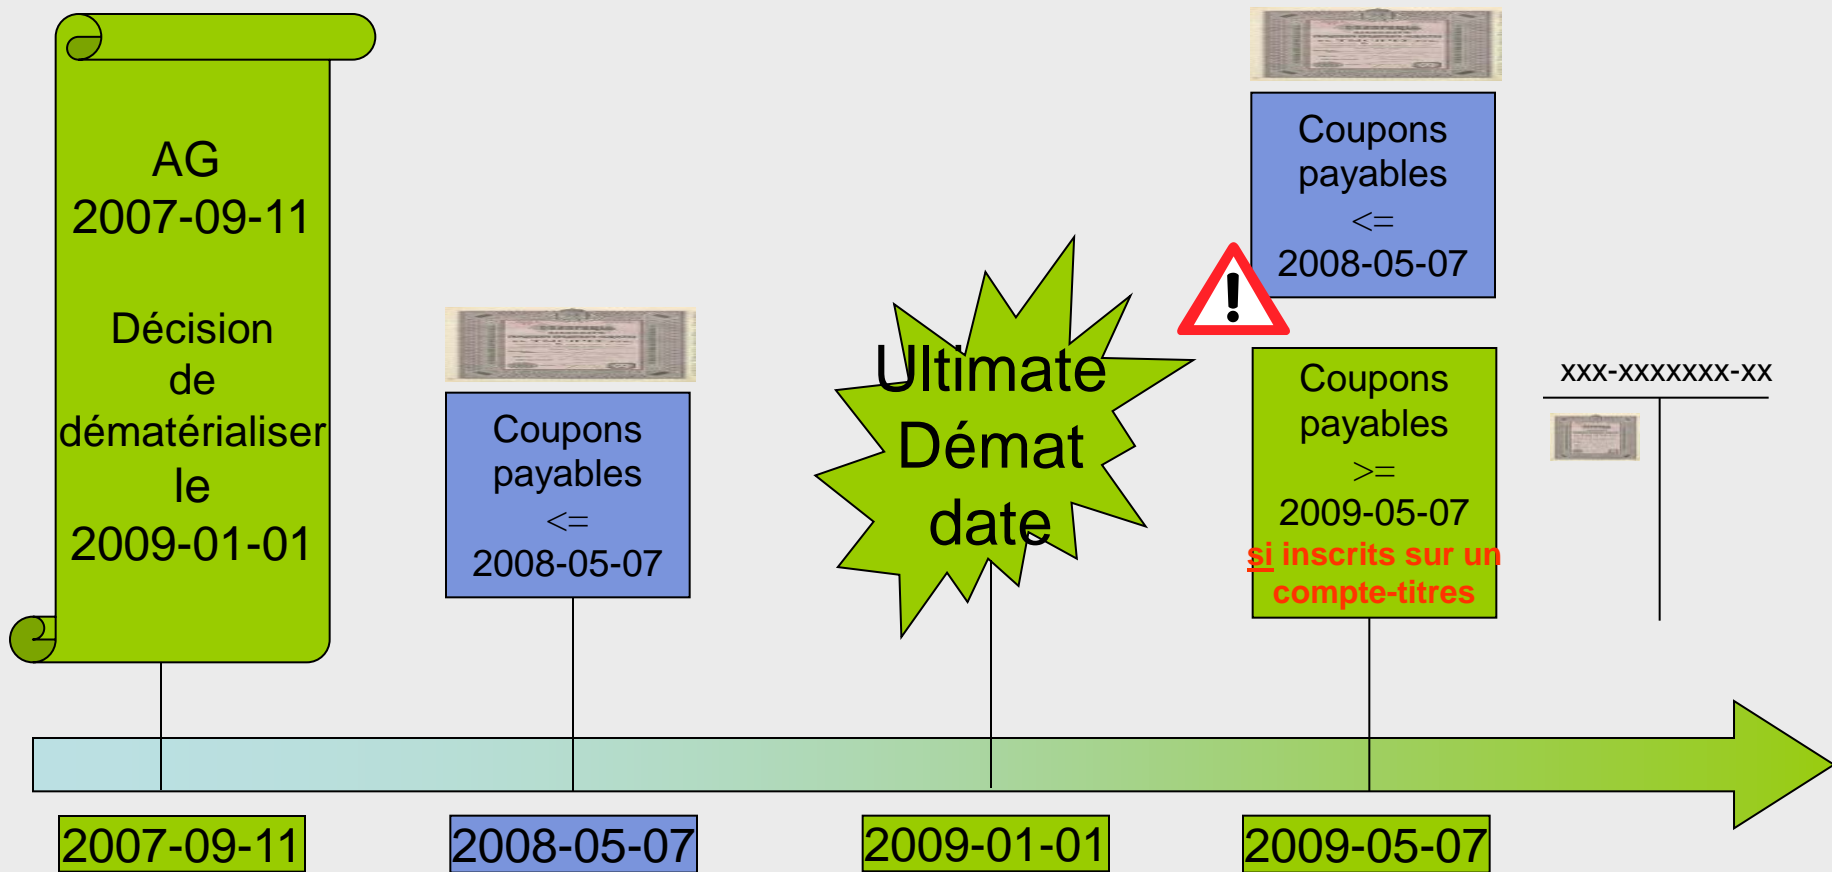 AG
2007-09-11
Décision
de
dématérialiser
le
2009-01-01
Coupons
payables
<=
2008-05-07
Ultimate
Démat
date
Coupons
payables
<=
2008-05-07
!
Coupons
payables
>=
2009-05-07
si inscrits sur un
compte-titres
xxx-xxxxxxx-xx
2007-09-11
2008-05-07
2009-01-01
2009-05-07